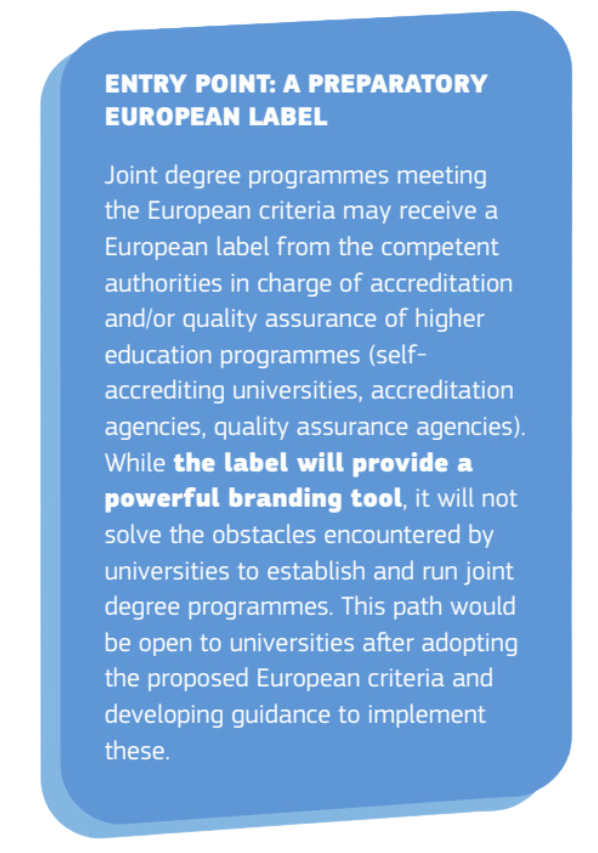 ENTRY POINT: A PREPARATORY
EUROPEAN LABEL
Joint degree programmes meeting
the European criteria may receive a
European label from the competent
authorities in charge of accreditation
and/or quality assurance of higher
education programmes (self-
accrediting universities, accreditation
agencies, quality assurance agencies).
While the label will provide a
powerful branding tool, it will not
solve the obstacles encountered by
universities to establish and run joint
degree programmes. This path would
be open to universities after adopting
the proposed European criteria and
developing guidance to implement
these.